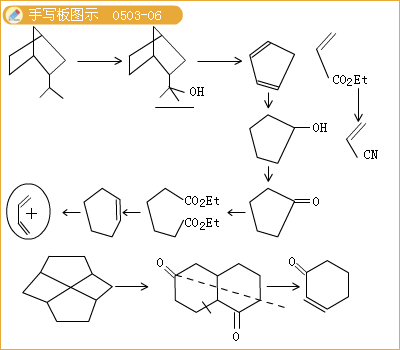 手写板图示 0503-06
OH
CO2Et
OH
CN
CO2Et
CO2Et
O
+
O
O
O